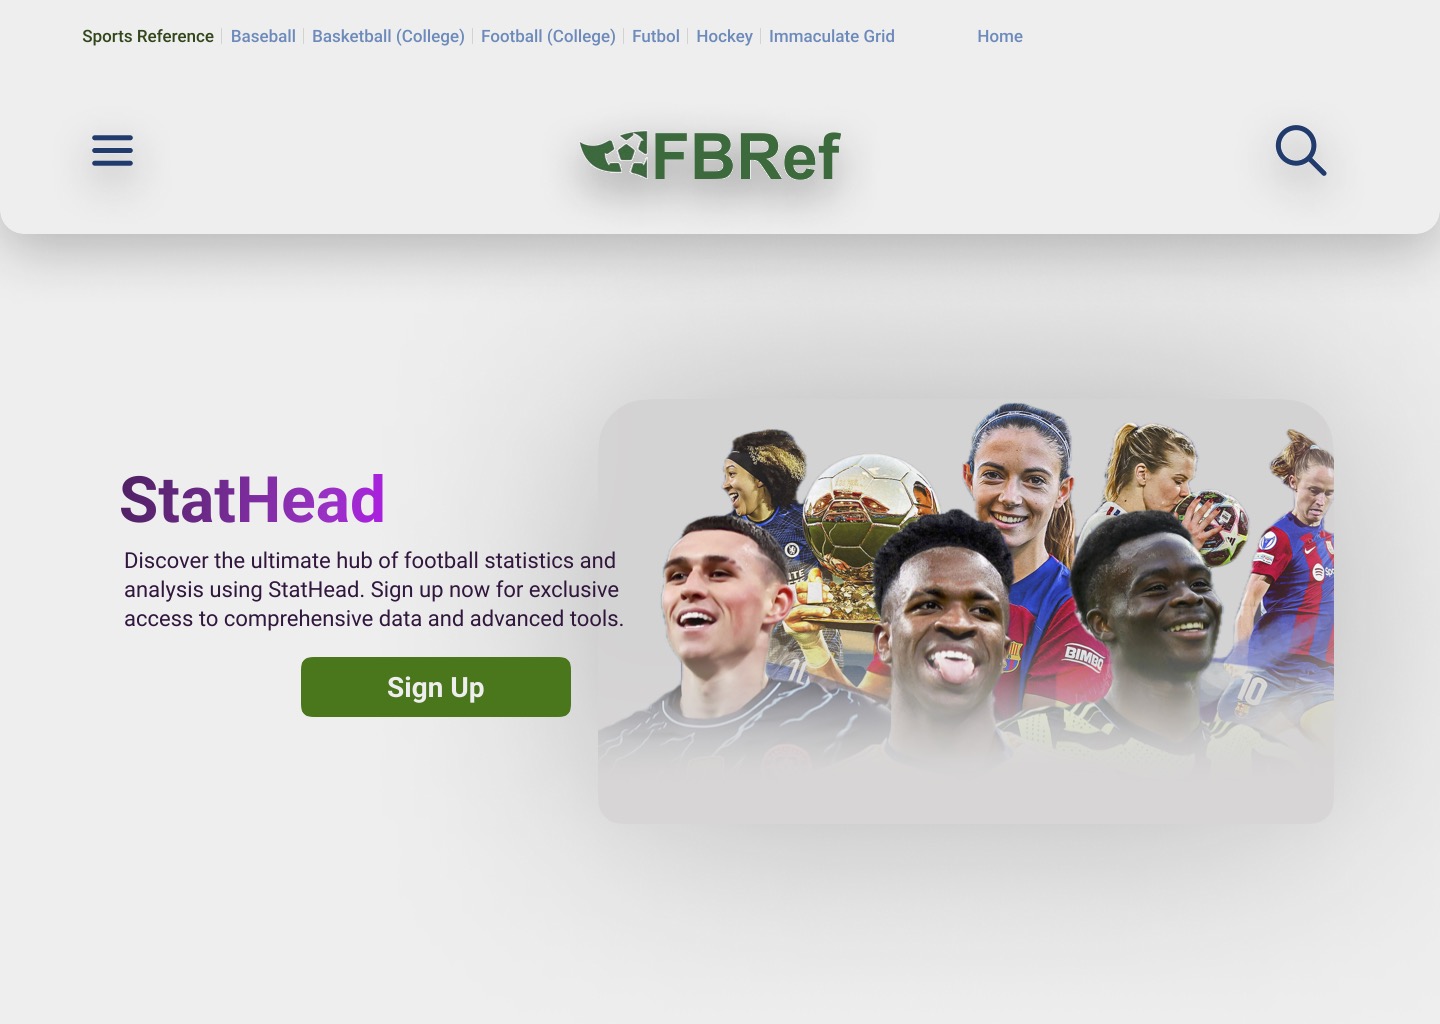 Sports Reference Baseball Basketball (College) Football (College) Futbol Hockey Immaculate Grid Home
FBRef
StatHead
Discover the ultimate hub of football statistics and
analysis using StatHead. Sign up now for exclusive
access to comprehensive data and advanced tools.
Sign Up
BIMBO
10